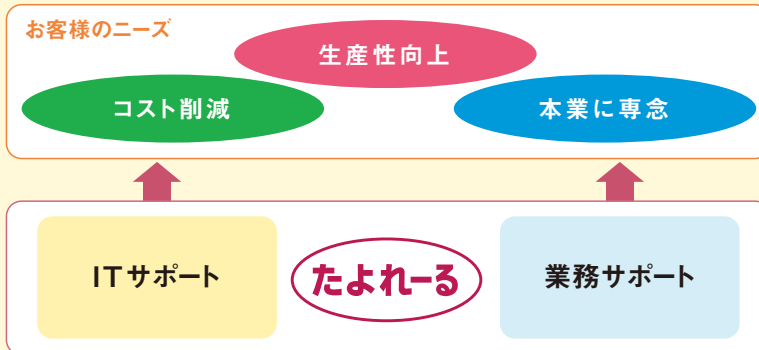 お客様のニーズ
生産性向上
コスト削減
本業に専念
ITサポート
たよれーる
業務サポート